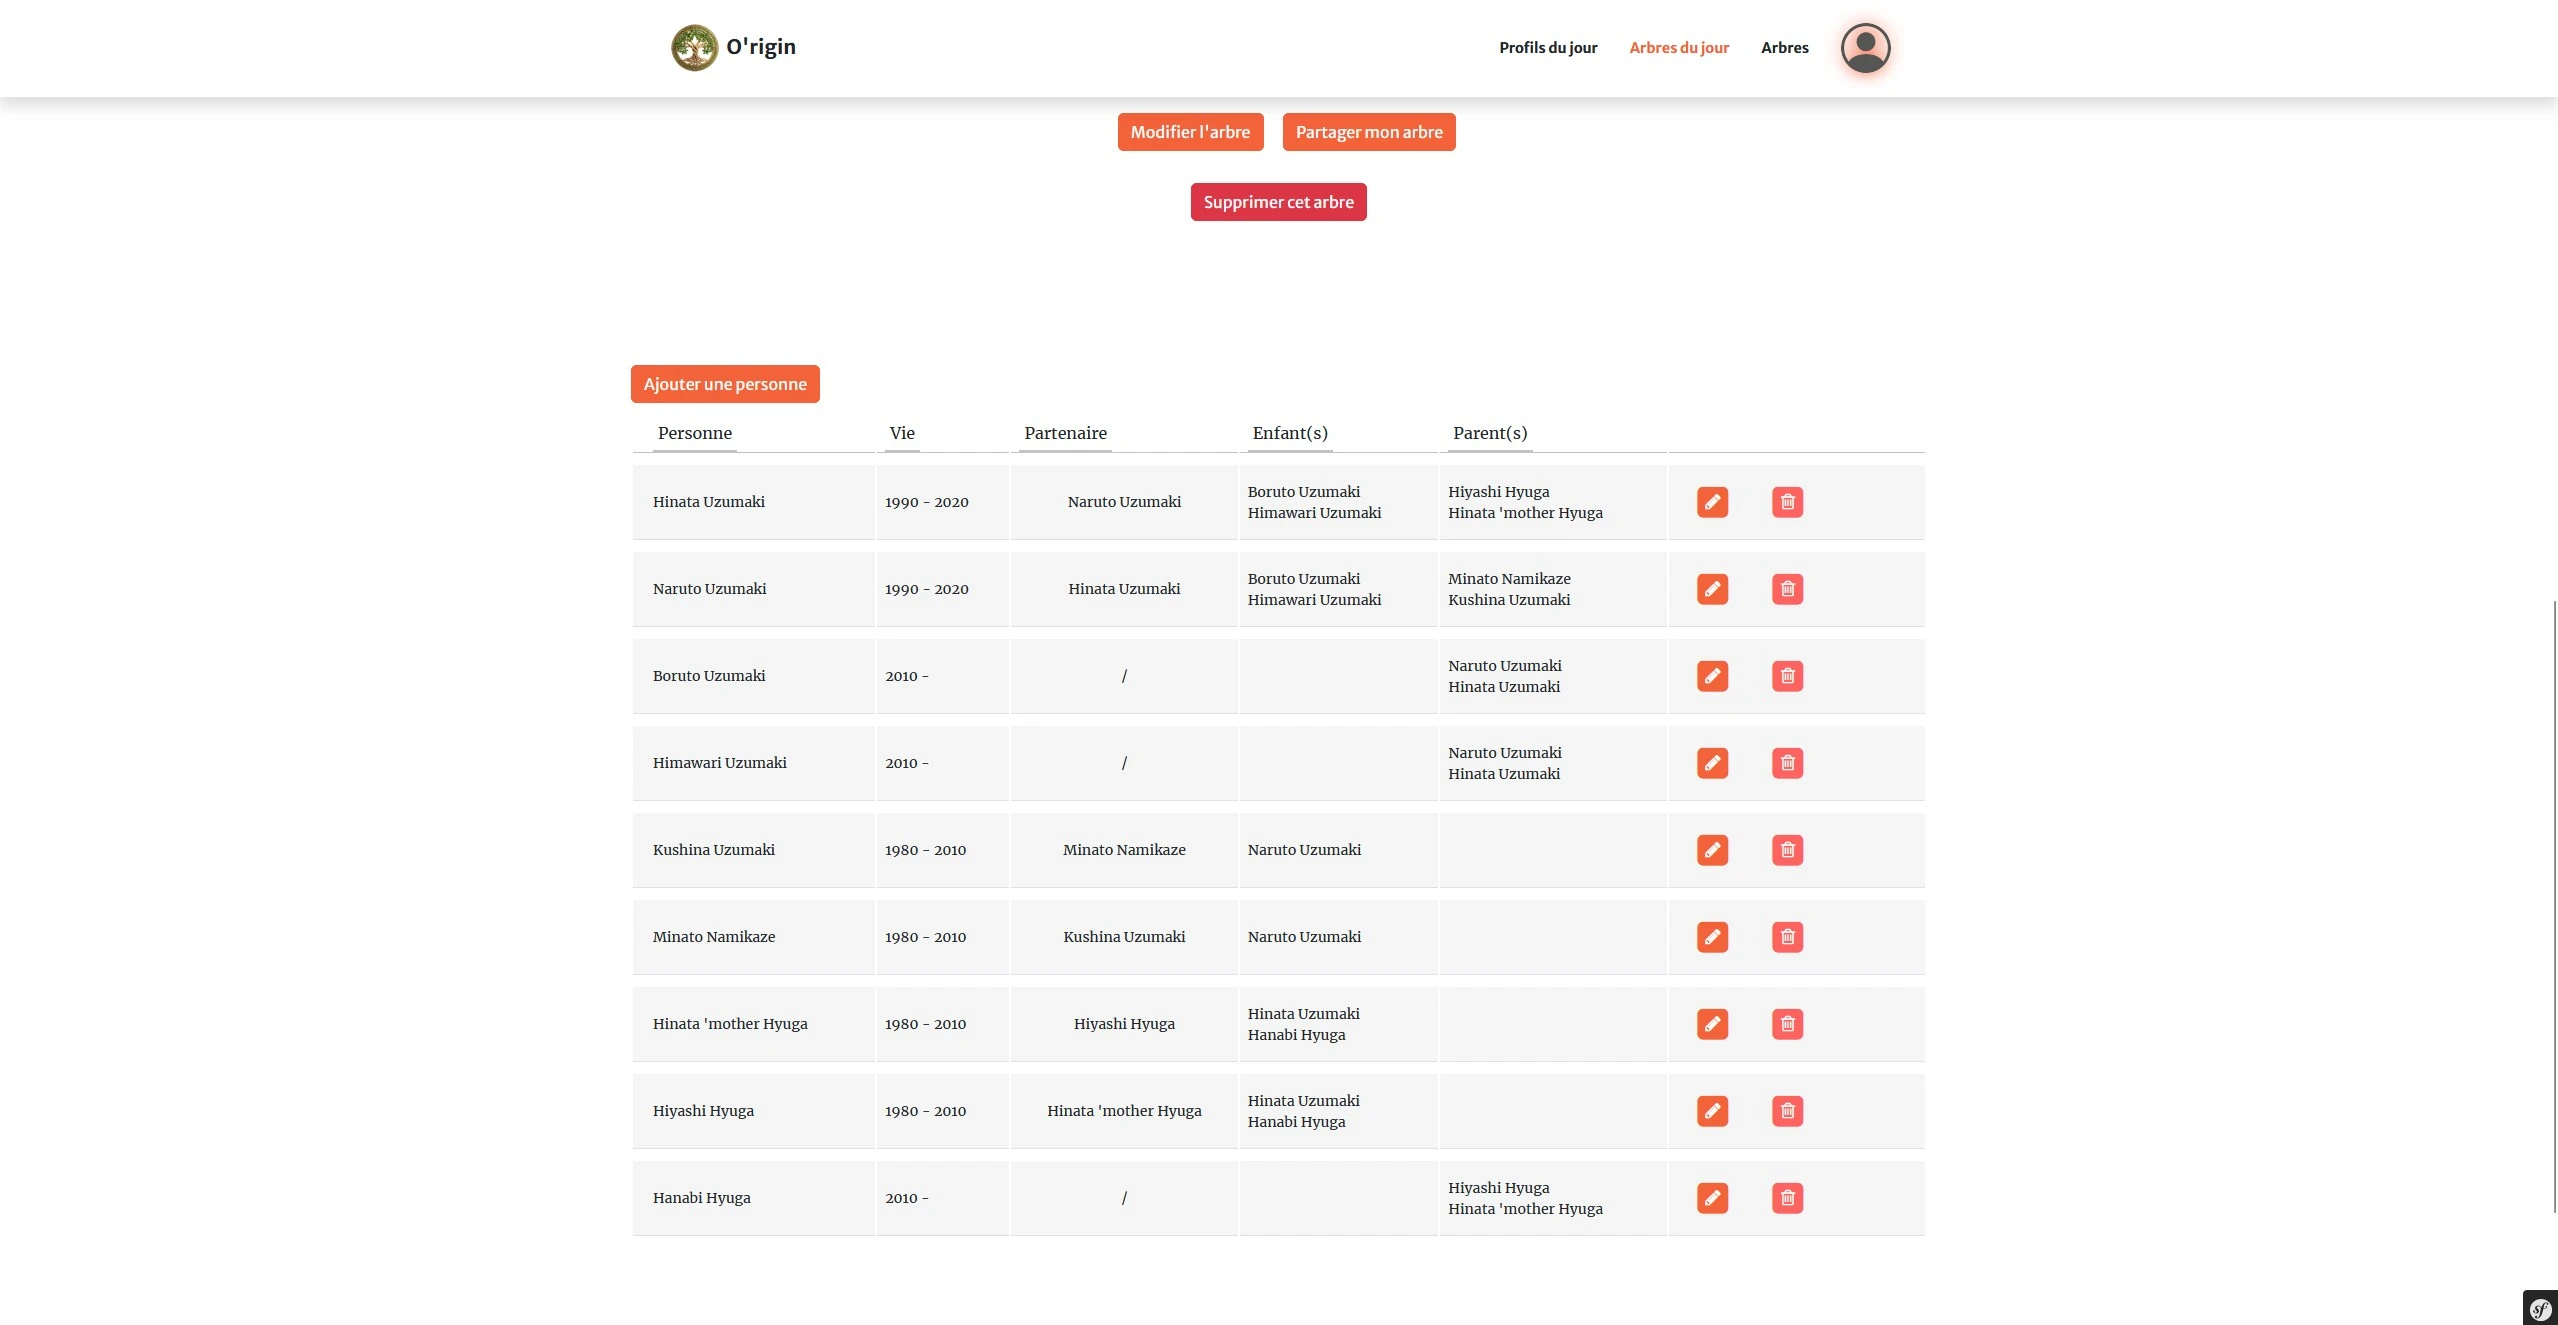 O'rigin
Profils du jour Arbres du jour Arbres
Modifier l'arbre Partager mon arbre
Supprimer cet arbre
Ajouter une personne
Personne Vie Partenaire Enfant(s) Parent(s)
Hinata Uzumaki 1990 - 2020 Naruto Uzumaki Boruto Uzumaki Hiyashi Hyuga
Himawari Uzumaki Hinata 'mother Hyuga
Naruto Uzumaki 1990 - 2020 Hinata Uzumaki Boruto Uzumaki Minato Namikaze
Himawari Uzumaki Kushina Uzumaki
Boruto Uzumaki 2010 - / Naruto Uzumaki
Hinata Uzumaki
Himawari Uzumaki 2010 - / Naruto Uzumaki
Hinata Uzumaki
Kushina Uzumaki 1980 - 2010 Minato Namikaze Naruto Uzumaki
Minato Namikaze 1980 - 2010 Kushina Uzumaki Naruto Uzumaki
Hinata 'mother Hyuga 1980 - 2010 Hiyashi Hyuga Hinata Uzumaki
Hanabi Hyuga
Hiyashi Hyuga 1980 - 2010 Hinata 'mother Hyuga Hinata Uzumaki
Hanabi Hyuga
Hanabi Hyuga 2010 - / Hiyashi Hyuga
Hinata 'mother Hyuga
sf